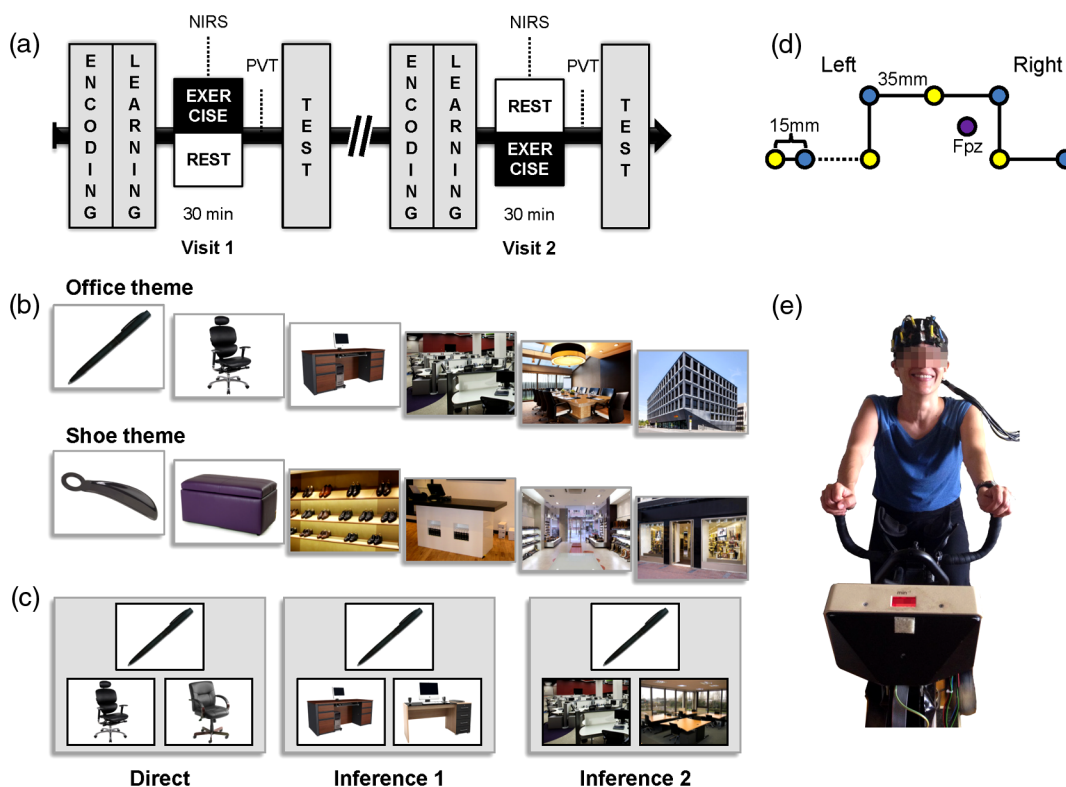 (a)
NIRS
NIRS
PVT
PVT
ENCODING
LEARNING
EXER
CISE
REST
TEST
ENCODING
LEARNING
REST
EXER
CISE
TEST
30 min
30 min
Visit 1
Visit 2
(d)
Left
35mm
Right
15mm
Fpz
(b)
Office theme
Shoe theme
(e)
(c)
Direct
Inference 1
Inference 2